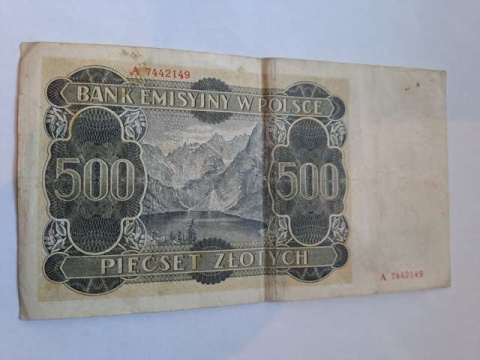 A 7442149
BANK EMISYJNY W POLSCE
500 500
PIĘĆSET ZŁOTYCH
A 7442149